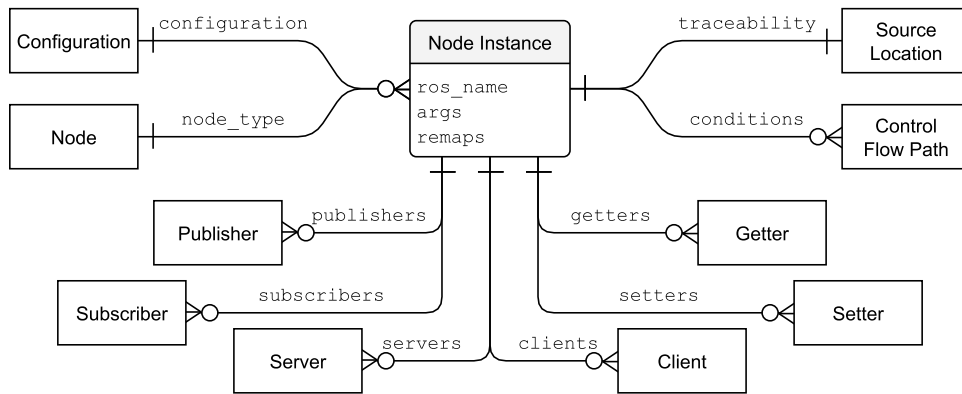 configuration
Configuration
node_type
Node
Node Instance
ros_name
args
remaps
traceability
Source
Location
conditions
Control
Flow Path
publishers
Publisher
getters
Getter
subscribers
Subscriber
setters
Setter
servers
Server
clients
Client